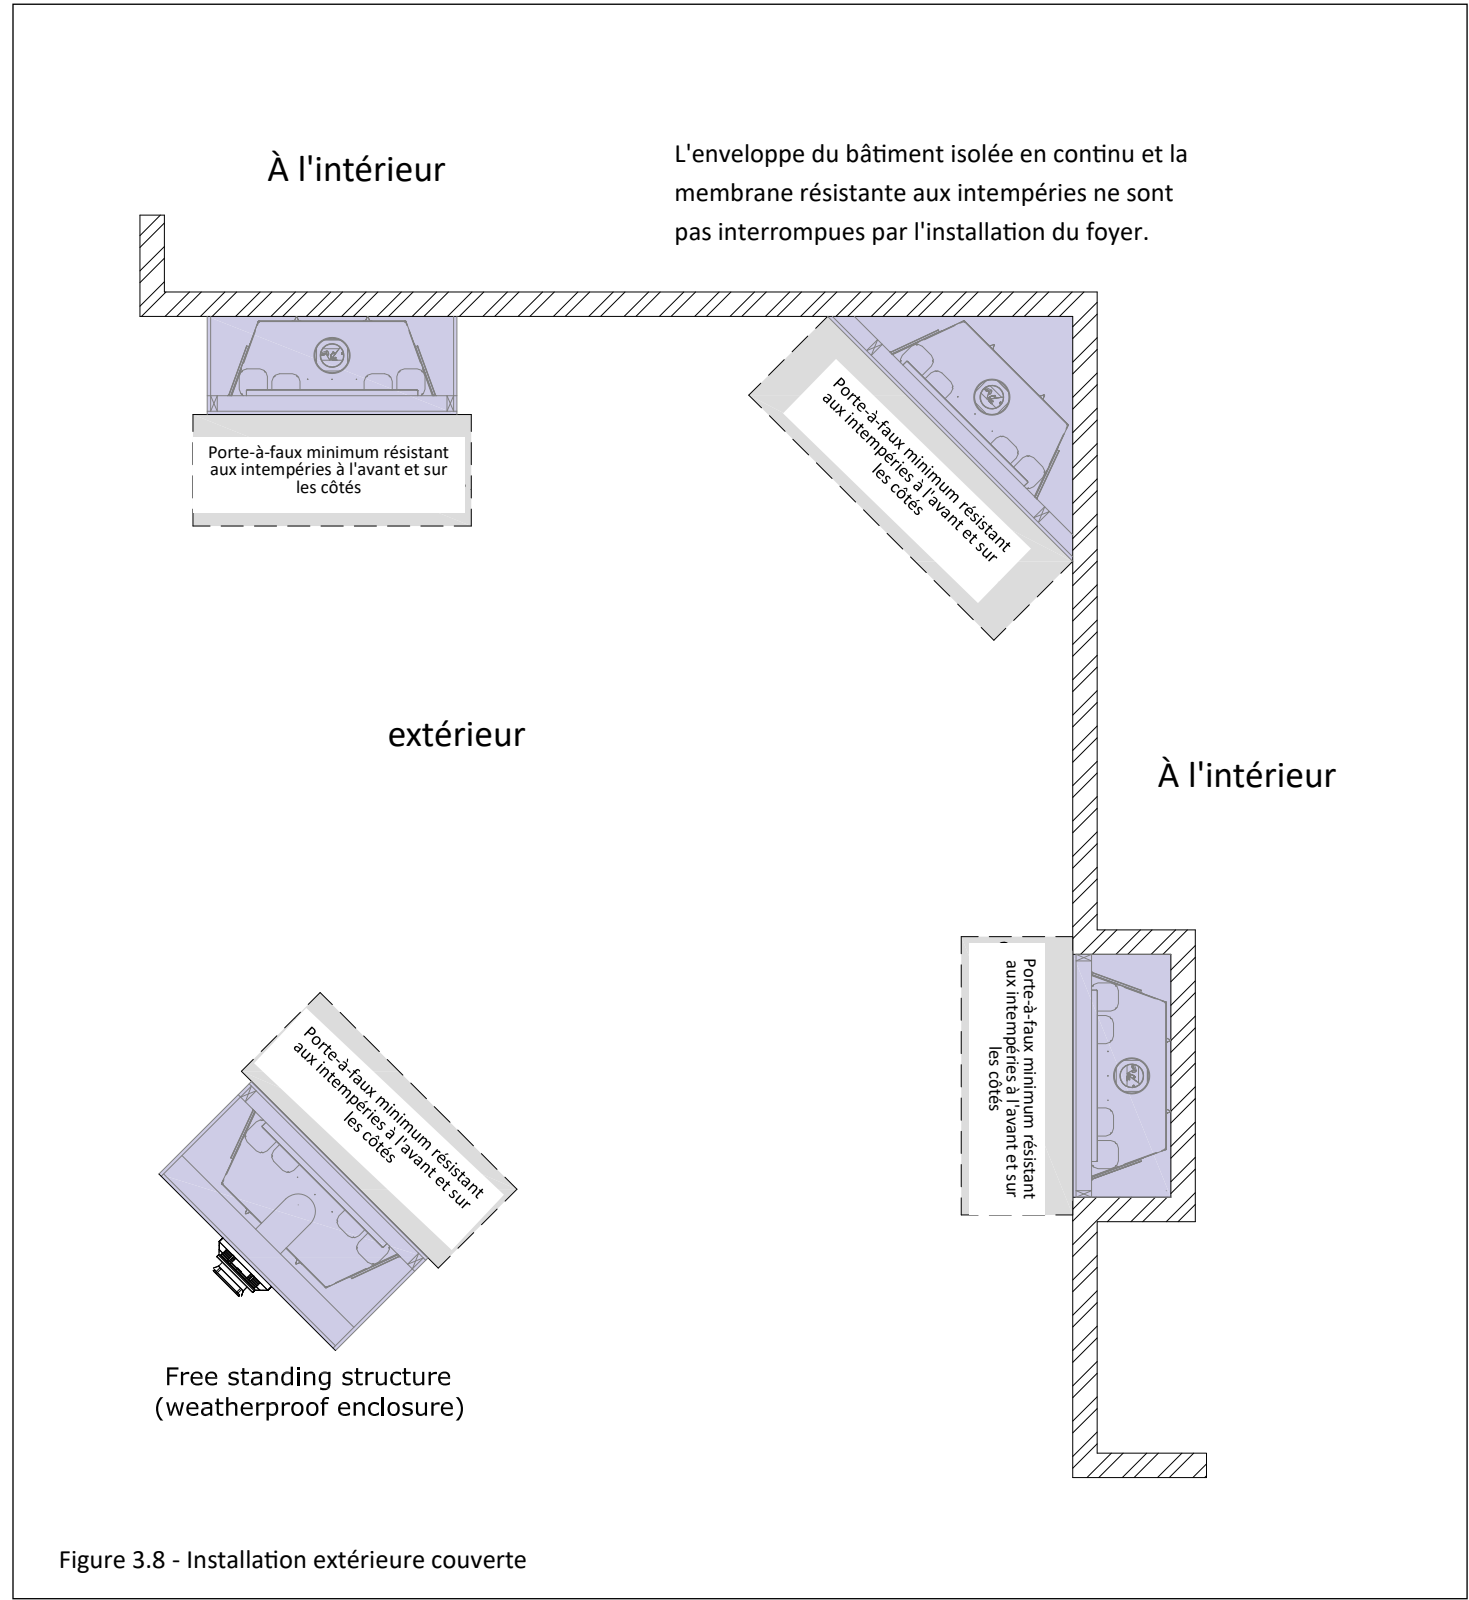 À l'intérieur
L'enveloppe du bâtiment isolée en continu et la
membrane résistante aux intempéries ne sont
pas interrompues par l'installation du foyer.
Porte-à-faux minimum résistant
aux intempéries à l'avant et sur
les côtés
Porte-à-faux minimum résistant
aux intempéries à l'avant et sur
les côtés
extérieur
À l'intérieur
Porte-à-faux minimum résistant
aux intempéries à l'avant et sur
les côtés
Porte-à-faux minimum résistant
aux intempéries à l'avant et sur
les côtés
Free standing structure
(weatherproof enclosure)
Figure 3.8 - Installation extérieure couverte